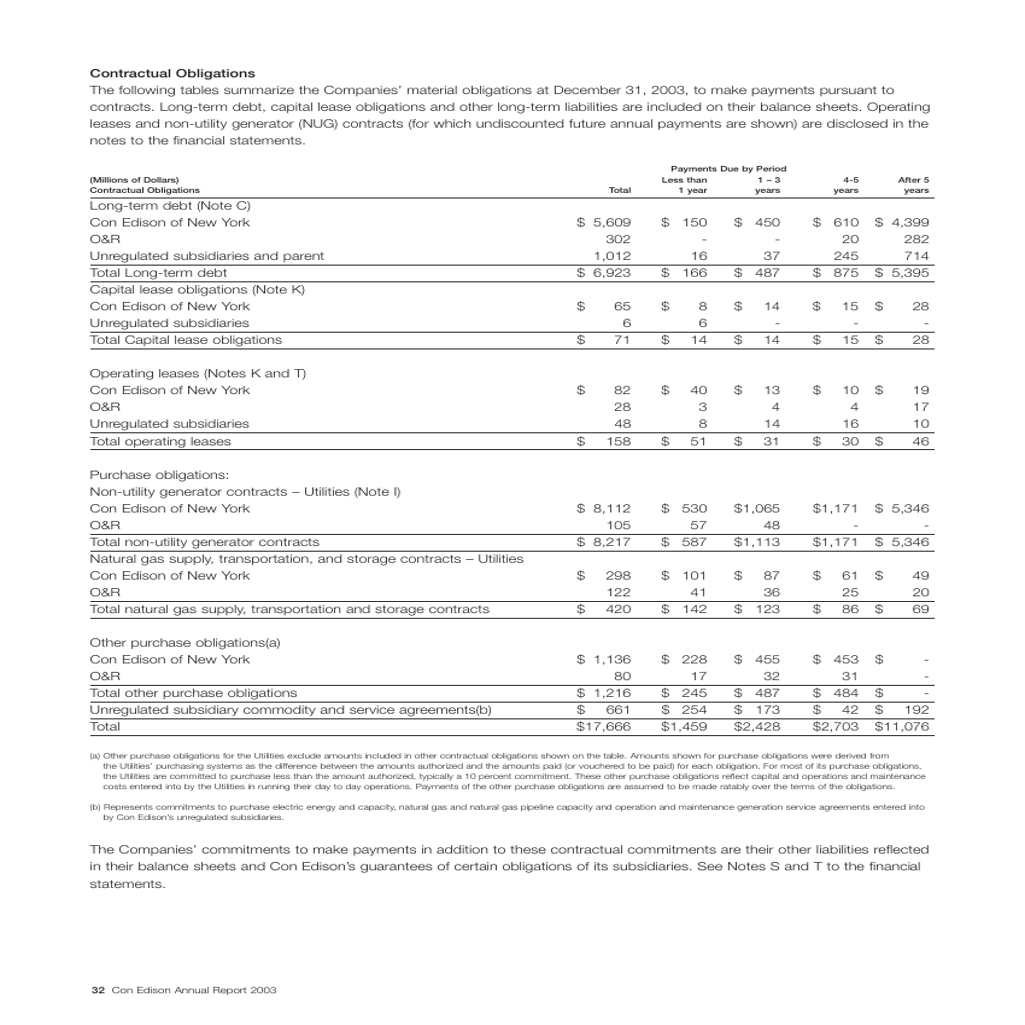 Contractual Obligations
The following tables summarize the Companies' material obligations at December 31, 2003, to make payments pursuant to
contracts. Long-term debt, capital lease obligations and other long-term liabilities are included on their balance sheets. Operating
leases and non-utility generator (NUG) contracts (for which undiscounted future annual payments are shown) are disclosed in the
notes to the financial statements.
Payments Due by Period
(Millions of Dollars) Less than 1 – 3 4-5 After 5
Contractual Obligations Total 1 year years years years
Long-term debt (Note C)
Con Edison of New York $ 5,609 $ 150 $ 450 $ 610 $ 4,399
O&R 302 - - 20 282
Unregulated subsidiaries and parent 1,012 16 37 245 714
Total Long-term debt $ 6,923 $ 166 $ 487 $ 875 $ 5,395
Capital lease obligations (Note K)
Con Edison of New York $ 65 $ 8 $ 14 $ 15 $ 28
Unregulated subsidiaries 6 6 - - -
Total Capital lease obligations $ 71 $ 14 $ 14 $ 15 $ 28
Operating leases (Notes K and T)
Con Edison of New York $ 82 $ 40 $ 13 $ 10 $ 19
O&R 28 3 4 4 17
Unregulated subsidiaries 48 8 14 16 10
Total operating leases $ 158 $ 51 $ 31 $ 30 $ 46
Purchase obligations:
Non-utility generator contracts – Utilities (Note I)
Con Edison of New York $ 8,112 $ 530 $1,065 $1,171 $ 5,346
O&R 105 57 48 - -
Total non-utility generator contracts $ 8,217 $ 587 $1,113 $1,171 $ 5,346
Natural gas supply, transportation, and storage contracts – Utilities
Con Edison of New York $ 298 $ 101 $ 87 $ 61 $ 49
O&R 122 41 36 25 20
Total natural gas supply, transportation and storage contracts $ 420 $ 142 $ 123 $ 86 $ 69
Other purchase obligations(a)
Con Edison of New York $ 1,136 $ 228 $ 455 $ 453 $ -
O&R 80 17 32 31 -
Total other purchase obligations $ 1,216 $ 245 $ 487 $ 484 $ -
Unregulated subsidiary commodity and service agreements(b) $ 661 $ 254 $ 173 $ 42 $ 192
Total $17,666 $1,459 $2,428 $2,703 $11,076
(a) Other purchase obligations for the Utilities exclude amounts included in other contractual obligations shown on the table. Amounts shown for purchase obligations were derived from
the Utilities' purchasing systems as the difference between the amounts authorized and the amounts paid (or vouchered to be paid) for each obligation. For most of its purchase obligations,
the Utilities are committed to purchase less than the amount authorized, typically a 10 percent commitment. These other purchase obligations reflect capital and operations and maintenance
costs entered into by the Utilities in running their day to day operations. Payments of the other purchase obligations are assumed to be made ratably over the terms of the obligations.
(b) Represents commitments to purchase electric energy and capacity, natural gas and natural gas pipeline capacity and operation and maintenance generation service agreements entered into
by Con Edison's unregulated subsidiaries.
The Companies' commitments to make payments in addition to these contractual commitments are their other liabilities reflected
in their balance sheets and Con Edison's guarantees of certain obligations of its subsidiaries. See Notes S and T to the financial
statements.
32 Con Edison Annual Report 2003